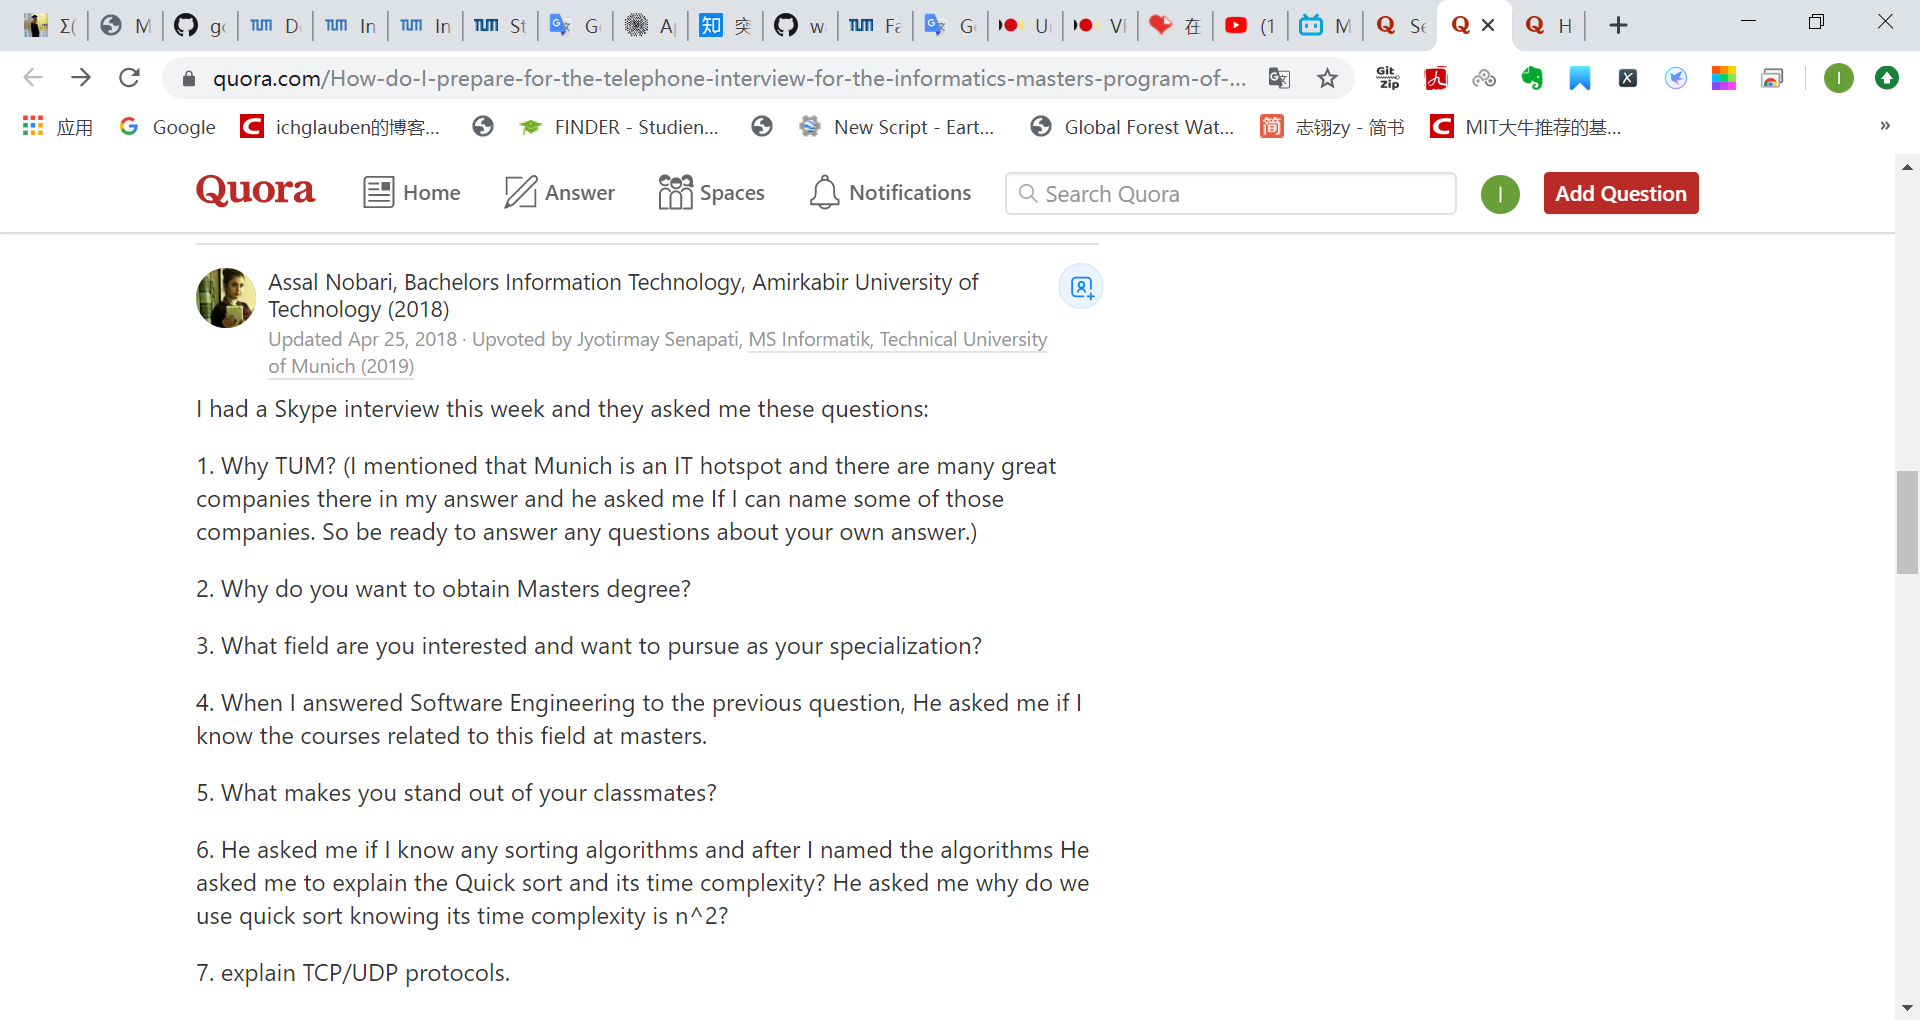 Σ( M g D In In St G A 知 突 w Fa G U VI 在 (1 M Se H
quora.com/How-do-I-prepare-for-the-telephone-interview-for-the-informatics-masters-program-of-...
应用 Google ichglauben的博客... FINDER - Studien... New Script - Eart... Global Forest Wat... 简 志铏zy - 简书 MIT大牛推荐的基... »
Quora Home Answer Spaces Notifications Search Quora I Add Question
Assal Nobari, Bachelors Information Technology, Amirkabir University of
Technology (2018)
Updated Apr 25, 2018 · Upvoted by Jyotirmay Senapati, MS Informatik, Technical University
of Munich (2019)
I had a Skype interview this week and they asked me these questions:
1. Why TUM? (I mentioned that Munich is an IT hotspot and there are many great
companies there in my answer and he asked me If I can name some of those
companies. So be ready to answer any questions about your own answer.)
2. Why do you want to obtain Masters degree?
3. What field are you interested and want to pursue as your specialization?
4. When I answered Software Engineering to the previous question, He asked me if I
know the courses related to this field at masters.
5. What makes you stand out of your classmates?
6. He asked me if I know any sorting algorithms and after I named the algorithms He
asked me to explain the Quick sort and its time complexity? He asked me why do we
use quick sort knowing its time complexity is n^2?
7. explain TCP/UDP protocols.